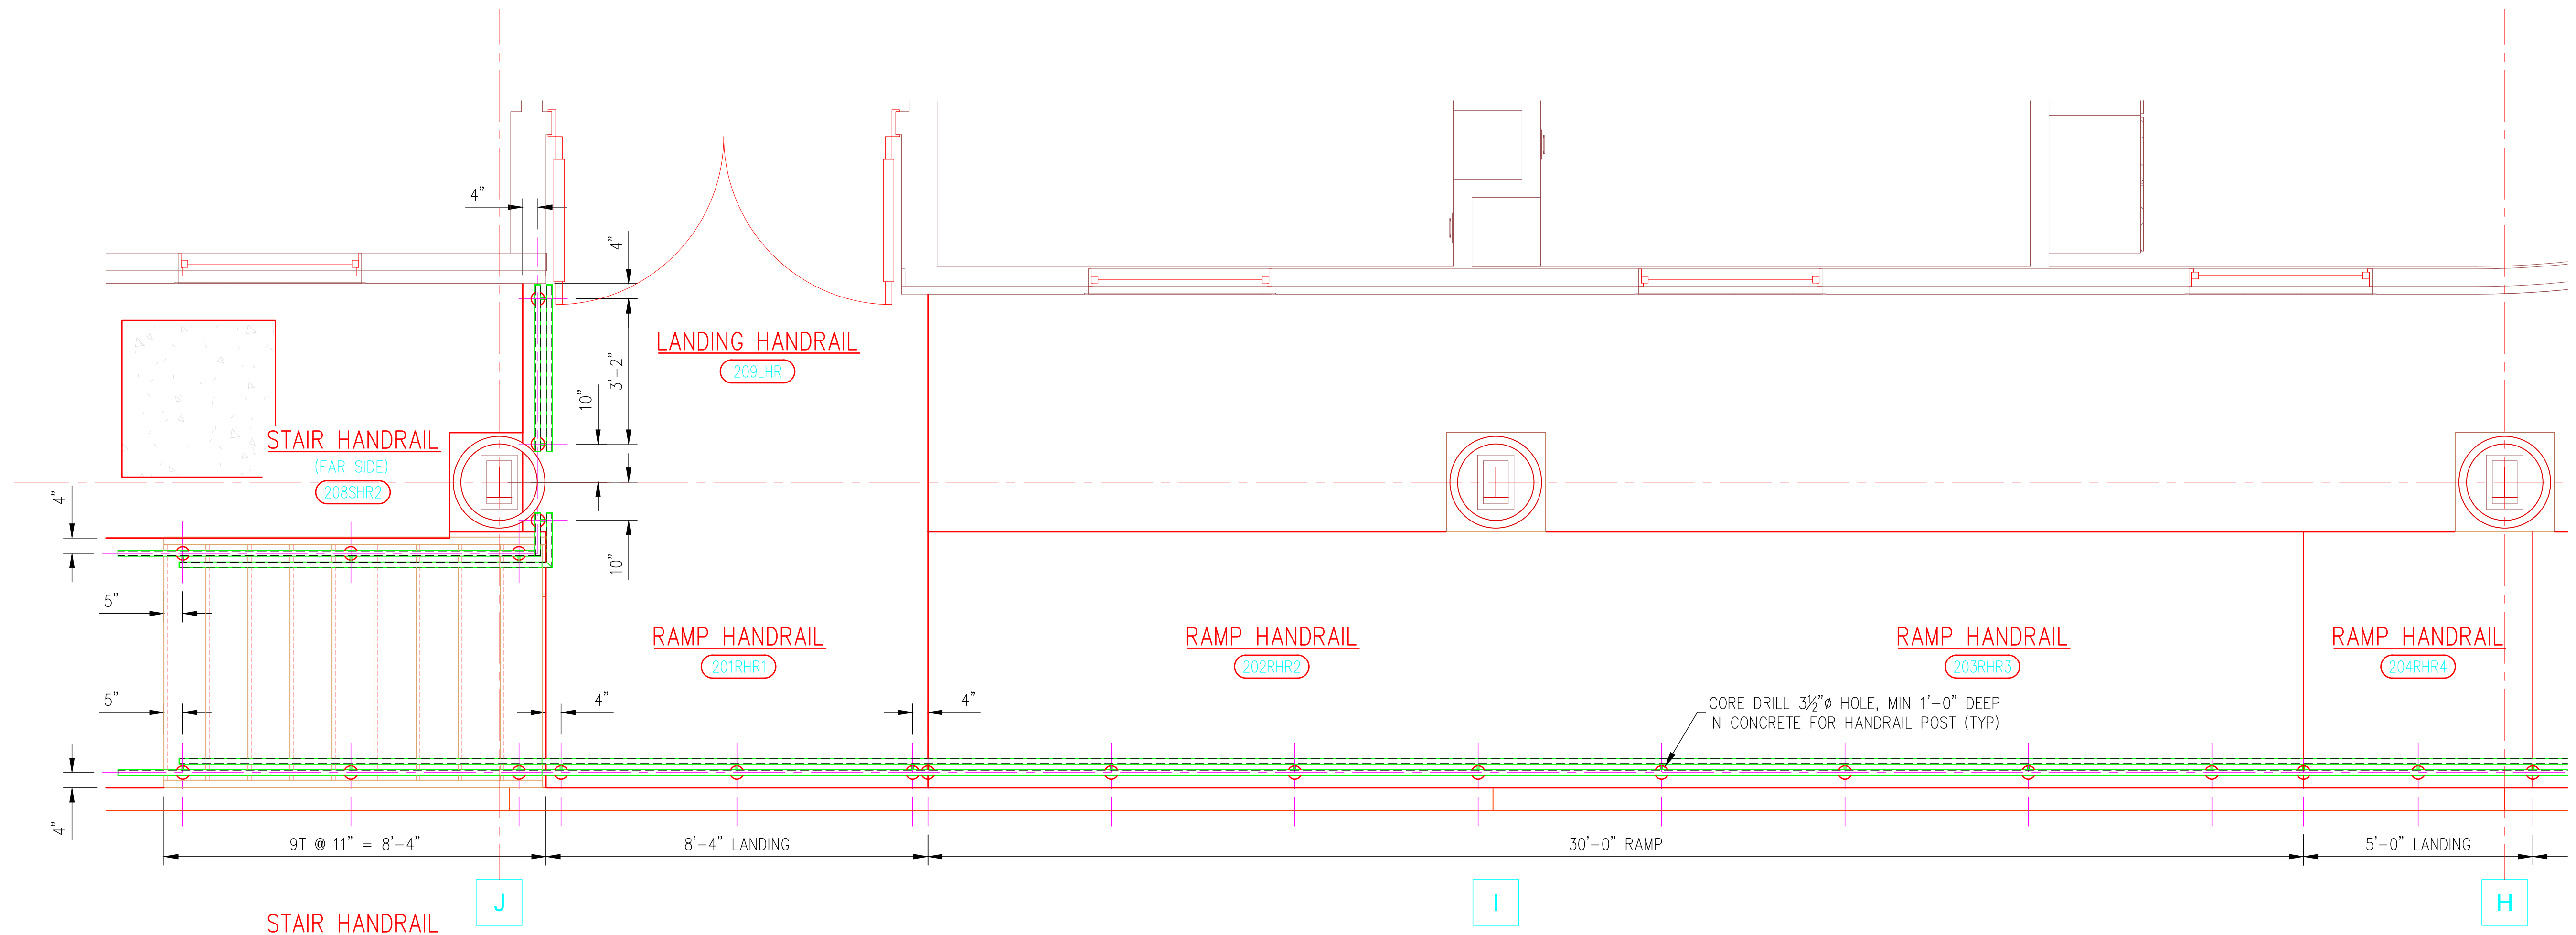 4"
4"
LANDING HANDRAIL
209LHR
3'-2"
10"
STAIR HANDRAIL
(FAR SIDE)
208SHR2
4"
10"
5"
RAMP HANDRAIL
201RHR1
RAMP HANDRAIL
202RHR2
RAMP HANDRAIL
203RHR3
RAMP HANDRAIL
204RHR4
5"
4"
4"
CORE DRILL 3½"ø HOLE, MIN 1'-0" DEEP
IN CONCRETE FOR HANDRAIL POST (TYP)
4"
9T @ 11" = 8'-4"
8'-4" LANDING
30'-0" RAMP
5'-0" LANDING
J
I
H
STAIR HANDRAIL